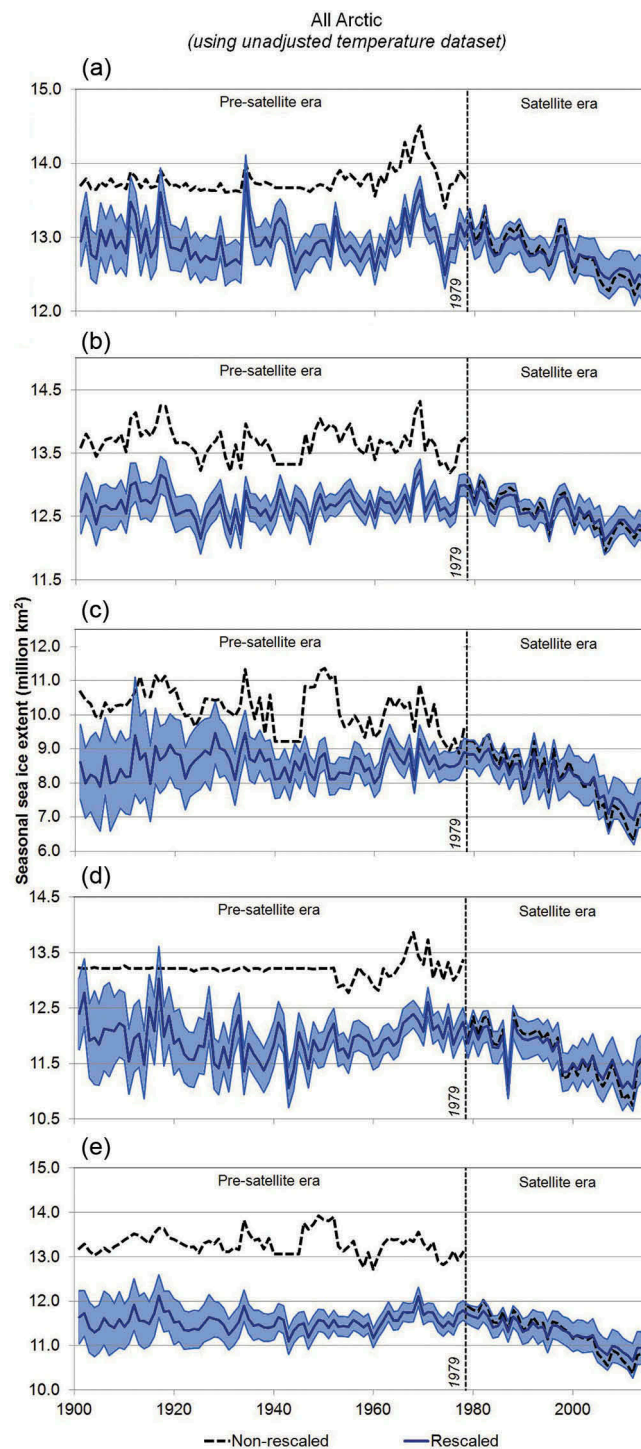 All Arctic
(using unadjusted temperature dataset)
(a)
15.0
Pre-satellite era
Satellite era
14.0
13.0
12.0
1979
(b)
Pre-satellite era
Satellite era
14.5
13.5
12.5
11.5
1979
(c)
12.0
Pre-satellite era
Satellite era
11.0
10.0
9.0
8.0
7.0
6.0
1979
Seasonal sea ice extent (million km²)
(d)
14.5
Pre-satellite era
Satellite era
13.5
12.5
11.5
10.5
1979
(e)
15.0
Pre-satellite era
Satellite era
14.0
13.0
12.0
11.0
10.0
1979
1900 1920 1940 1960 1980 2000
Non-rescaled Rescaled